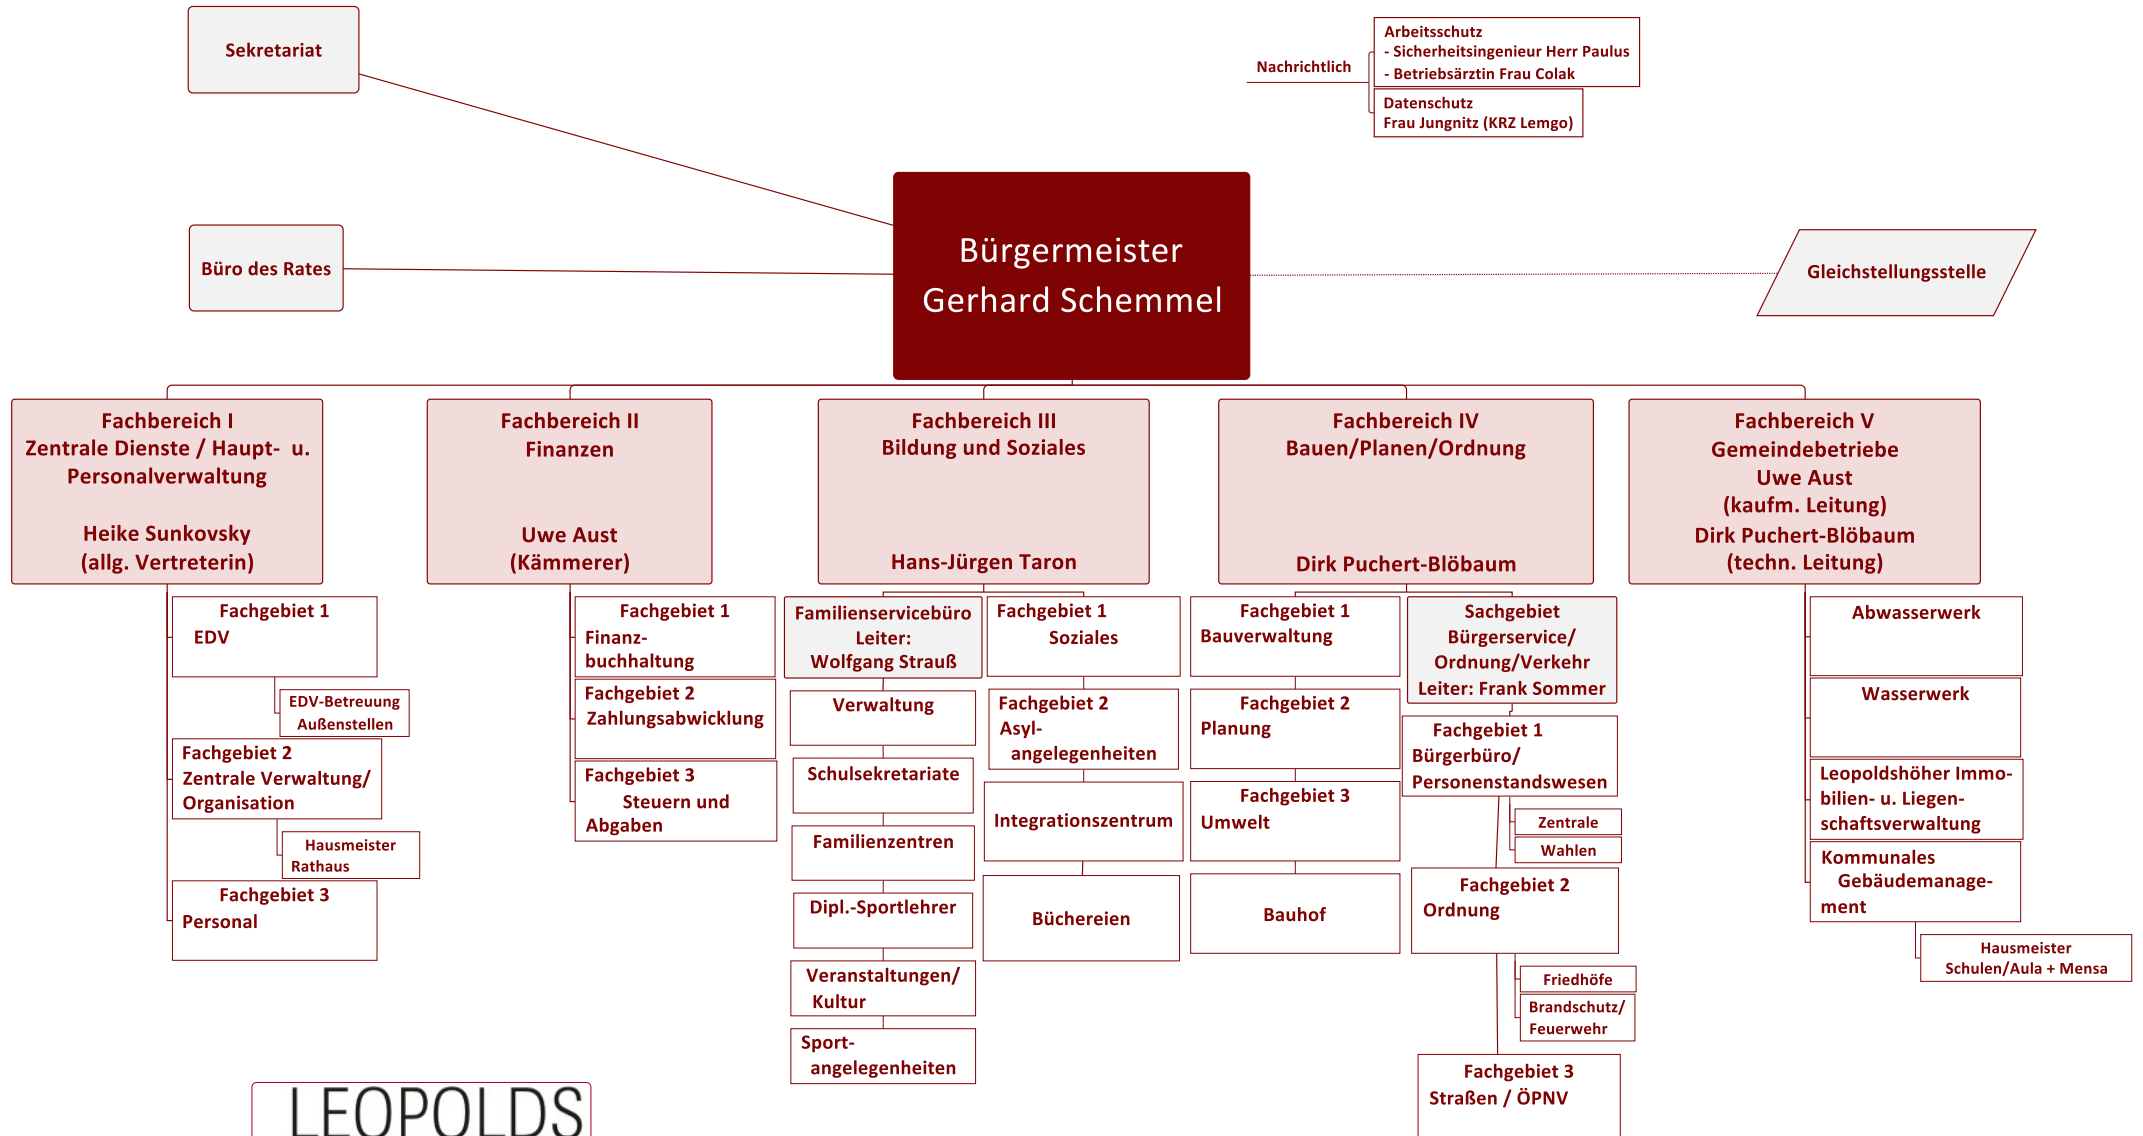 Sekretariat
Nachrichtlich
Arbeitsschutz
- Sicherheitsingenieur Herr Paulus
- Betriebsärztin Frau Colak
Datenschutz
Frau Jungnitz (KRZ Lemgo)
Bürgermeister
Gerhard Schemmel
Büro des Rates
Gleichstellungsstelle
Fachbereich I
Zentrale Dienste / Haupt- u.
Personalverwaltung
Heike Sunkovsky
(allg. Vertreterin)
Fachgebiet 1
EDV
EDV-Betreuung
Außenstellen
Fachgebiet 2
Zentrale Verwaltung/
Organisation
Hausmeister
Rathaus
Fachgebiet 3
Personal
Fachbereich II
Finanzen
Uwe Aust
(Kämmerer)
Fachgebiet 1
Finanz-
buchhaltung
Fachgebiet 2
Zahlungsabwicklung
Fachgebiet 3
Steuern und
Abgaben
Fachbereich III
Bildung und Soziales
Hans-Jürgen Taron
Familienservicebüro
Leiter:
Wolfgang Strauß
Verwaltung
Schulsekretariate
Familienzentren
Dipl.-Sportlehrer
Veranstaltungen/
Kultur
Sport-
angelegenheiten
Fachgebiet 1
Soziales
Fachgebiet 2
Asyl-
angelegenheiten
Integrationszentrum
Büchereien
Fachbereich IV
Bauen/Planen/Ordnung
Dirk Puchert-Blöbaum
Fachgebiet 1
Bauverwaltung
Fachgebiet 2
Planung
Fachgebiet 3
Umwelt
Bauhof
Sachgebiet
Bürgerservice/
Ordnung/Verkehr
Leiter: Frank Sommer
Fachgebiet 1
Bürgerbüro/
Personenstandswesen
Zentrale
Wahlen
Fachgebiet 2
Ordnung
Friedhöfe
Brandschutz/
Feuerwehr
Fachgebiet 3
Straßen / ÖPNV
Fachbereich V
Gemeindebetriebe
Uwe Aust
(kaufm. Leitung)
Dirk Puchert-Blöbaum
(techn. Leitung)
Abwasserwerk
Wasserwerk
Leopoldshöher Immo-
bilien- u. Liegen-
schaftsverwaltung
Kommunales
Gebäudemanage-
ment
Hausmeister
Schulen/Aula + Mensa
LEOPOLDS